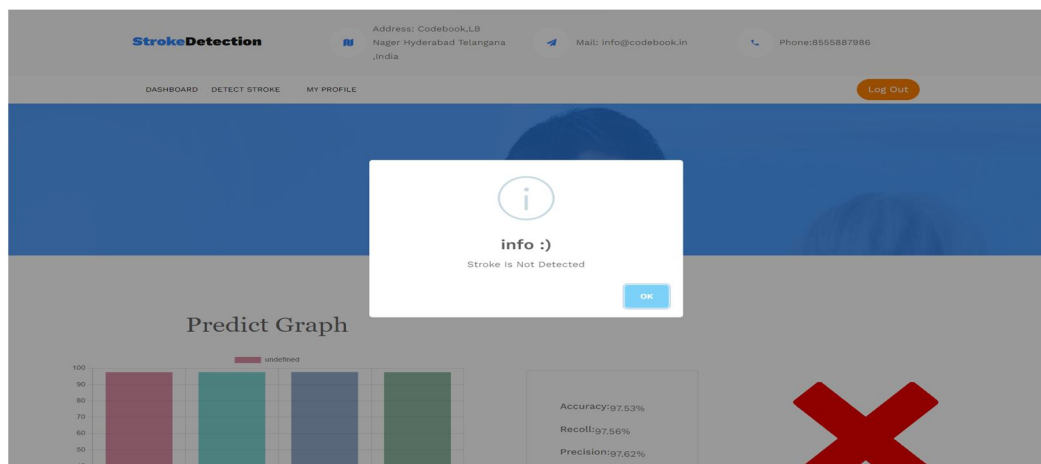 StrokeDetection
Address: Codebook,LB
Nager Hyderabad Telangana
,India
Mail: info@codebook.in
Phone:8555887986
DASHBOARD DETECT STROKE MY PROFILE
Log Out
i
info :)
Stroke Is Not Detected
OK
Predict Graph
undefined
100
90
80
70
60
50
Accuracy:97.53%
Recoll:97.56%
Precision:97.62%